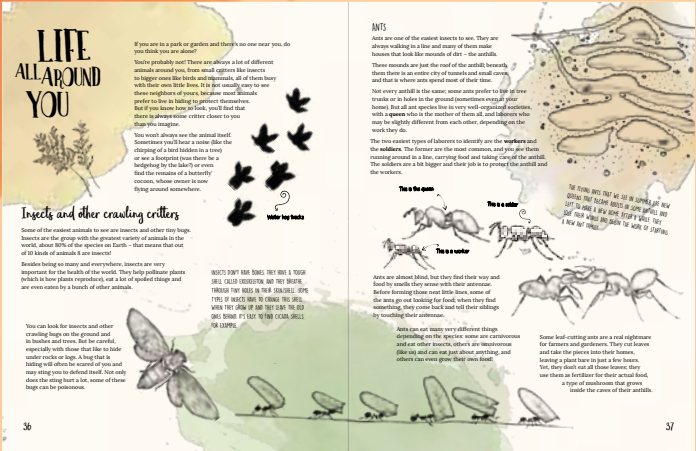 LIFE
ALL AROUND
YOU
If you are in a park or garden and there's no one near you, do
you think you are alone?
You're probably not! There are always a lot of different
animals around you, from small critters like insects
to bigger ones like birds and mammals, all of them busy
with their own little lives. It is not usually easy to see
these neighbors of yours, because most animals
prefer to live in hiding to protect themselves.
But if you know how to look, you'll find that
there is always some critter closer to you
than you imagine.
You won't always see the animal itself.
Sometimes you'll hear a noise (like the
chirping of a bird hidden in a tree)
or see a footprint (was there be a
hedgehog by the lake?) or even
find the remains of a butterfly'
cocoon, whose owner is now
flying around somewhere.
Water hog tracks
Insects and other crawling critters
Some of the easiest animals to see are insects and other tiny bugs.
Insects are the group with the greatest variety of animals in the
world, about 80% of the species on Earth – that means that out
of 10 kinds of animals 8 are insects!
Besides being so many and everywhere, insects are very
important for the health of the world. They help pollinate plants
(which is how plants reproduce), eat a lot of spoiled things and
are even eaten by a bunch of other animals.
INSECTS DON'T HAVE BONES. THEY HAVE A TOUGH
SHELL CALLED EXOSKELETON AND THEY BREATHE
THROUGH TINY HOLES IN THEIR SKIN/SHELL. SOME
TYPES OF INSECTS HAVE TO CHANGE THIS SHELL
WHEN THEY GROW UP AND THEY LEAVE THE OLD
ONES BEHIND. IT'S EASY TO FIND CICADA SHELLS
FOR EXAMPLE.
You can look for insects and other
crawling bugs on the ground and
in bushes and trees. But be careful,
especially with those that like to hide
under rocks or legs. A bug that is
hiding will often be scared of you and
may sting you to defend itself. Not only
does the sting hurt a lot, some of these
bugs can be poisonous.
36
ANTS
Ants are one of the easiest insects to see. They are
always walking in a line and many of them make
houses that look like mounds of dirt – the anthills.
These mounds are just the roof of the anthill; beneath
them there is an entire city of tunnels and small caves,
and that is where ants spend most of their time.
Not every anthill is the same; some ants prefer to live in tree
trunks or in holes in the ground (sometimes even at your
home). But all ant species live in very well-organized societies,
with a queen who is the mother of them all, and laborers who
may be slightly different from each other, depending on the
work they do.
The two easiest types of laborers to identify are the workers and
the soldiers. The former are the most common, and you see them
running around in a line, carrying food and taking care of the anthill.
The soldiers are bigger and their job is to protect the anthill and
the workers.
THE FLYING ANTS THAT WE SEE IN SUMMER ARE NEW
QUEENS THAT BECAME ADULTS IN SOME ANTHILLS AND
LEFT TO MAKE A NEW
A NEW ANT FAMILY
This is the queen
This is a soldier
This is a worker
Ants are almost blind, but they find their way and
food by smells they sense with their antennae.
Before forming those neat little lines, some of
the ants go out looking for food; when they find
something, they come back and tell their siblings
by touching their antennae.
Ants can eat many very different things
depending on the species: some are carnivorous
and eat other insects, others are omnivorous
(like us) and can eat just about anything, and
others can even grow their own food!
Some leaf-cutting ants are a real nightmare
for farmers and gardeners. They cut leaves
and take the pieces into their homes,
leaving a plant bare in just a few hours.
Yet, they don't eat all those leaves; they
use them as fertilizer for their actual food,
a type of mushroom that grows
inside the caves of their anthills.
37